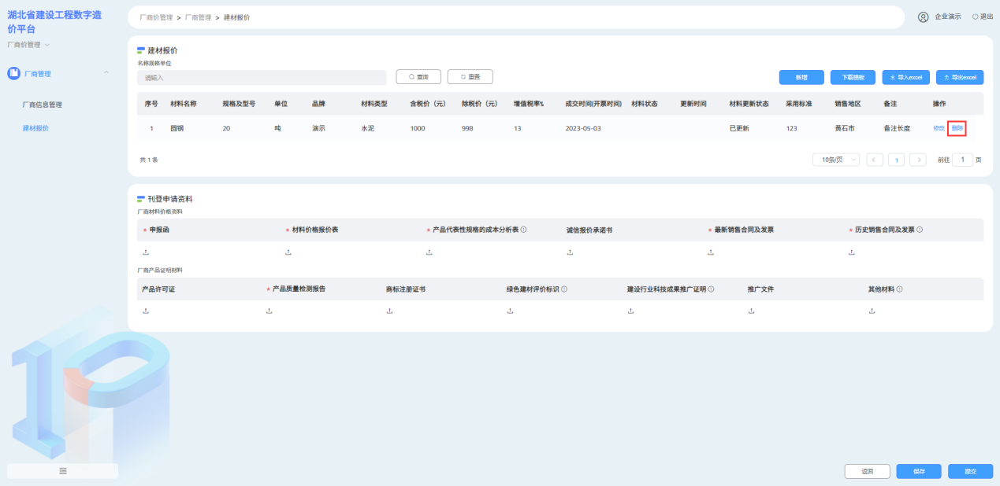 湖北省建设工程数字造
价平台
厂商价管理
厂商管理
厂商信息管理
建材报价
厂商价管理 > 厂商管理 > 建材报价
企业演示 退出
建材报价
名称规格单位
请输入 查询 重置 新增 下载模板 导入excel 导出excel
序号 材料名称 规格及型号 单位 品牌 材料类型 含税价（元） 除税价（元） 增值税率% 成交时间(开票时间) 材料状态 更新时间 材料更新状态 采用标准 销售地区 备注 操作
1 圆钢 20 吨 演示 水泥 1000 998 13 2023-05-03 已更新 123 黄石市 备注长度 修改 删除
共 1 条 10条/页 < 1 > 前往 1 页
刊登申请资料
厂商材料价格资料
* 申报函 * 材料价格报价表 * 产品代表性规格的成本分析表 诚信报价承诺书 * 最新销售合同及发票 * 历史销售合同及发票
厂商产品证明材料
产品许可证 * 产品质量检测报告 商标注册证书 绿色建材评价标识 建设行业科技成果推广证明 推广文件 其他材料
返回 保存 提交